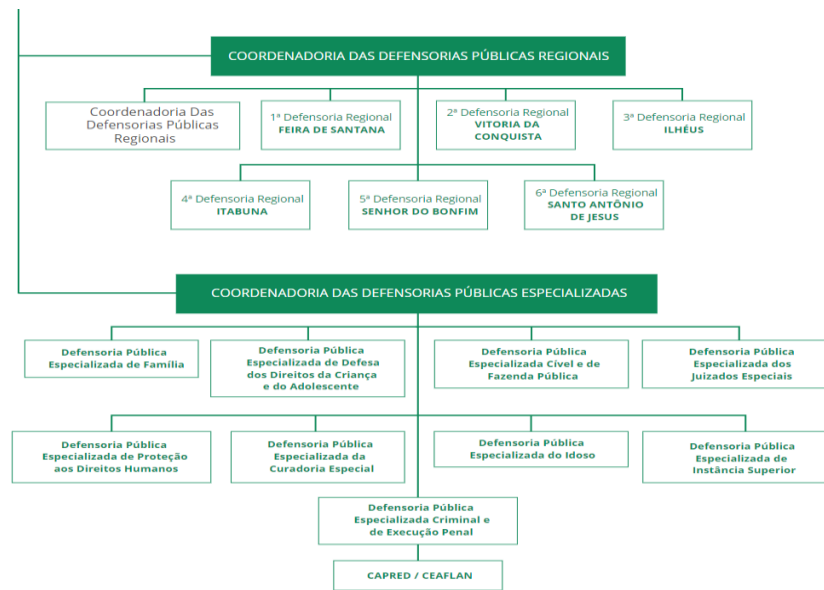 COORDENADORIA DAS DEFENSORIAS PÚBLICAS REGIONAIS
Coordenadoria Das
Defensorias Públicas
Regionais
1ª Defensoria Regional
FEIRA DE SANTANA
2ª Defensoria Regional
VITORIA DA
CONQUISTA
3ª Defensoria Regional
ILHÉUS
4ª Defensoria Regional
ITABUNA
5ª Defensoria Regional
SENHOR DO BONFIM
6ª Defensoria Regional
SANTO ANTÔNIO
DE JESUS
COORDENADORIA DAS DEFENSORIAS PÚBLICAS ESPECIALIZADAS
Defensoria Pública
Especializada de Família
Defensoria Pública
Especializada de Defesa
dos Direitos da Criança
e do Adolescente
Defensoria Pública
Especializada Cível e de
Fazenda Pública
Defensoria Pública
Especializada dos
Juizados Especiais
Defensoria Pública
Especializada de Proteção
aos Direitos Humanos
Defensoria Pública
Especializada da
Curadoria Especial
Defensoria Pública
Especializada do Idoso
Defensoria Pública
Especializada de
Instância Superior
Defensoria Pública
Especializada Criminal e
de Execução Penal
CAPRED / CEAFLAN